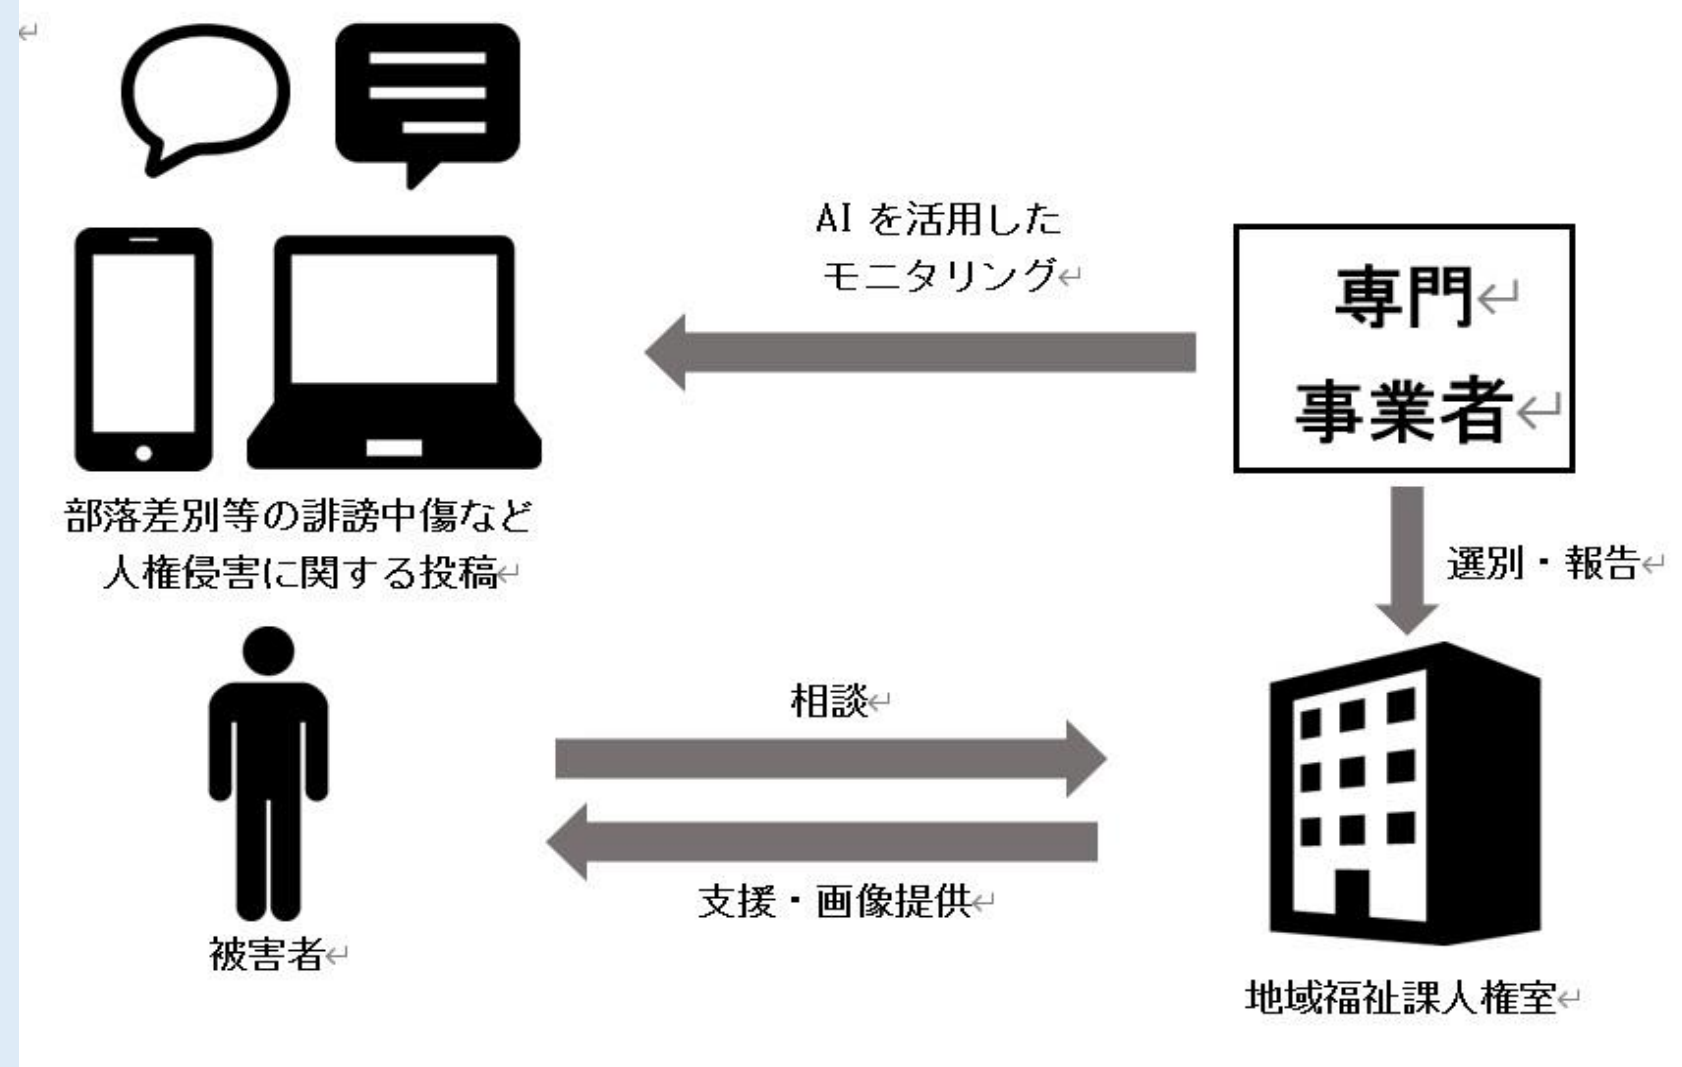 AI を活用した
モニタリング
専門
事業者
部落差別等の誹謗中傷など
人権侵害に関する投稿
選別・報告
相談
支援・画像提供
被害者
地域福祉課人権室